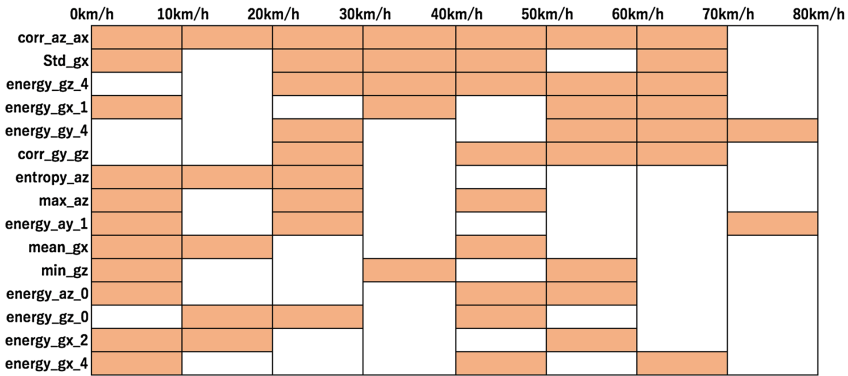 0km/h 10km/h 20km/h 30km/h 40km/h 50km/h 60km/h 70km/h 80km/h
corr_az_ax
Std_gx
energy_gz_4
energy_gx_1
energy_gy_4
corr_gy_gz
entropy_az
max_az
energy_ay_1
mean_gx
min_gz
energy_az_0
energy_gz_0
energy_gx_2
energy_gx_4